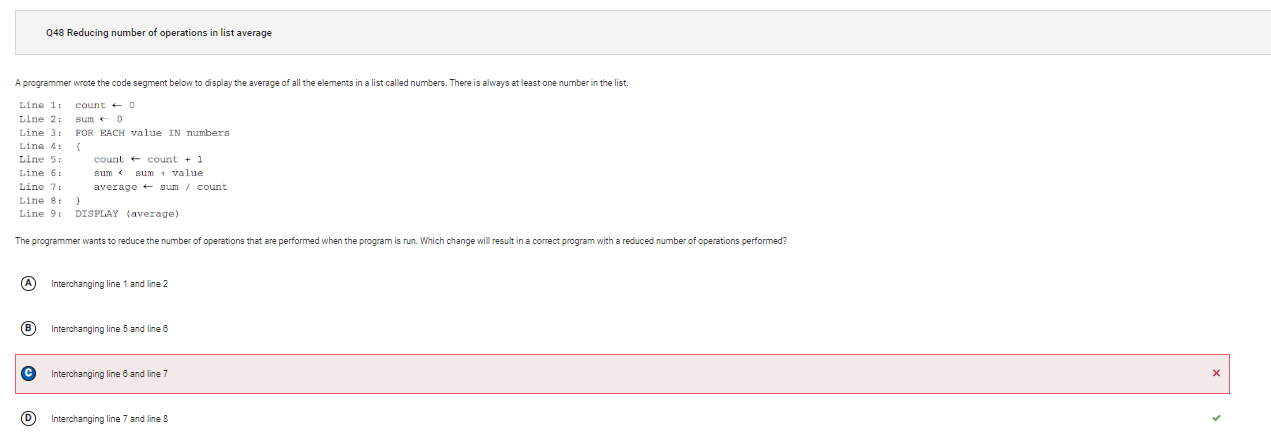 Q48 Reducing number of operations in list average
A programmer wrote the code segment below to display the average of all the elements in a list called numbers. There is always at least one number in the list.
Line 1: count ← 0
Line 2: sum ← 0
Line 3: FOR EACH value IN numbers
Line 4: {
Line 5: count ← count + 1
Line 6: sum ← sum + value
Line 7: average ← sum / count
Line 8: }
Line 9: DISPLAY (average)
The programmer wants to reduce the number of operations that are performed when the program is run. Which change will result in a correct program with a reduced number of operations performed?
A Interchanging line 1 and line 2
B Interchanging line 5 and line 6
C Interchanging line 6 and line 7
D Interchanging line 7 and line 8